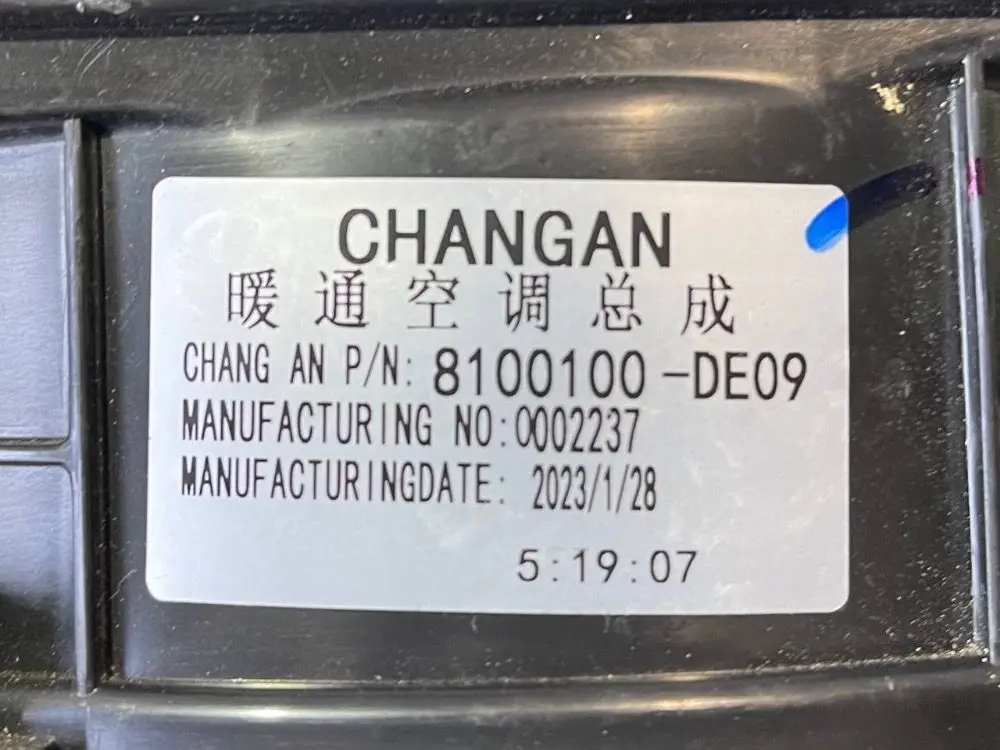 CHANGAN
暖通空调总成
CHANG AN P/N: 8100100-DE09
MANUFACTURING NO:0002237
MANUFACTURINGDATE: 2023/1/28
5:19:07